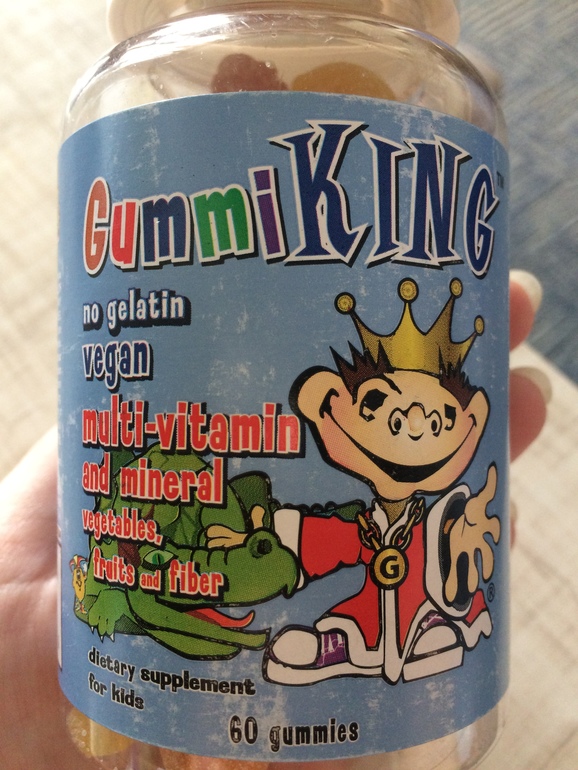 GummiKING™
no gelatin
vegan
multi-vitamin
and mineral
vegetables,
fruits and fiber
G
®
dietary supplement
for kids
60 gummies